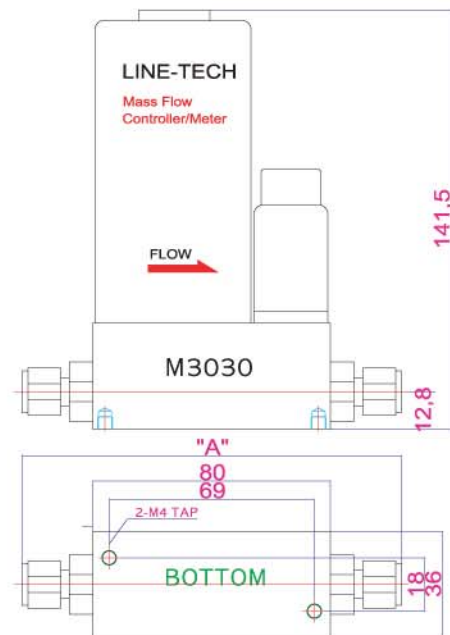 LINE-TECH
Mass Flow
Controller/Meter
FLOW
141,5
M3030
12,8
"A"
80
69
2-M4 TAP
BOTTOM
18
36